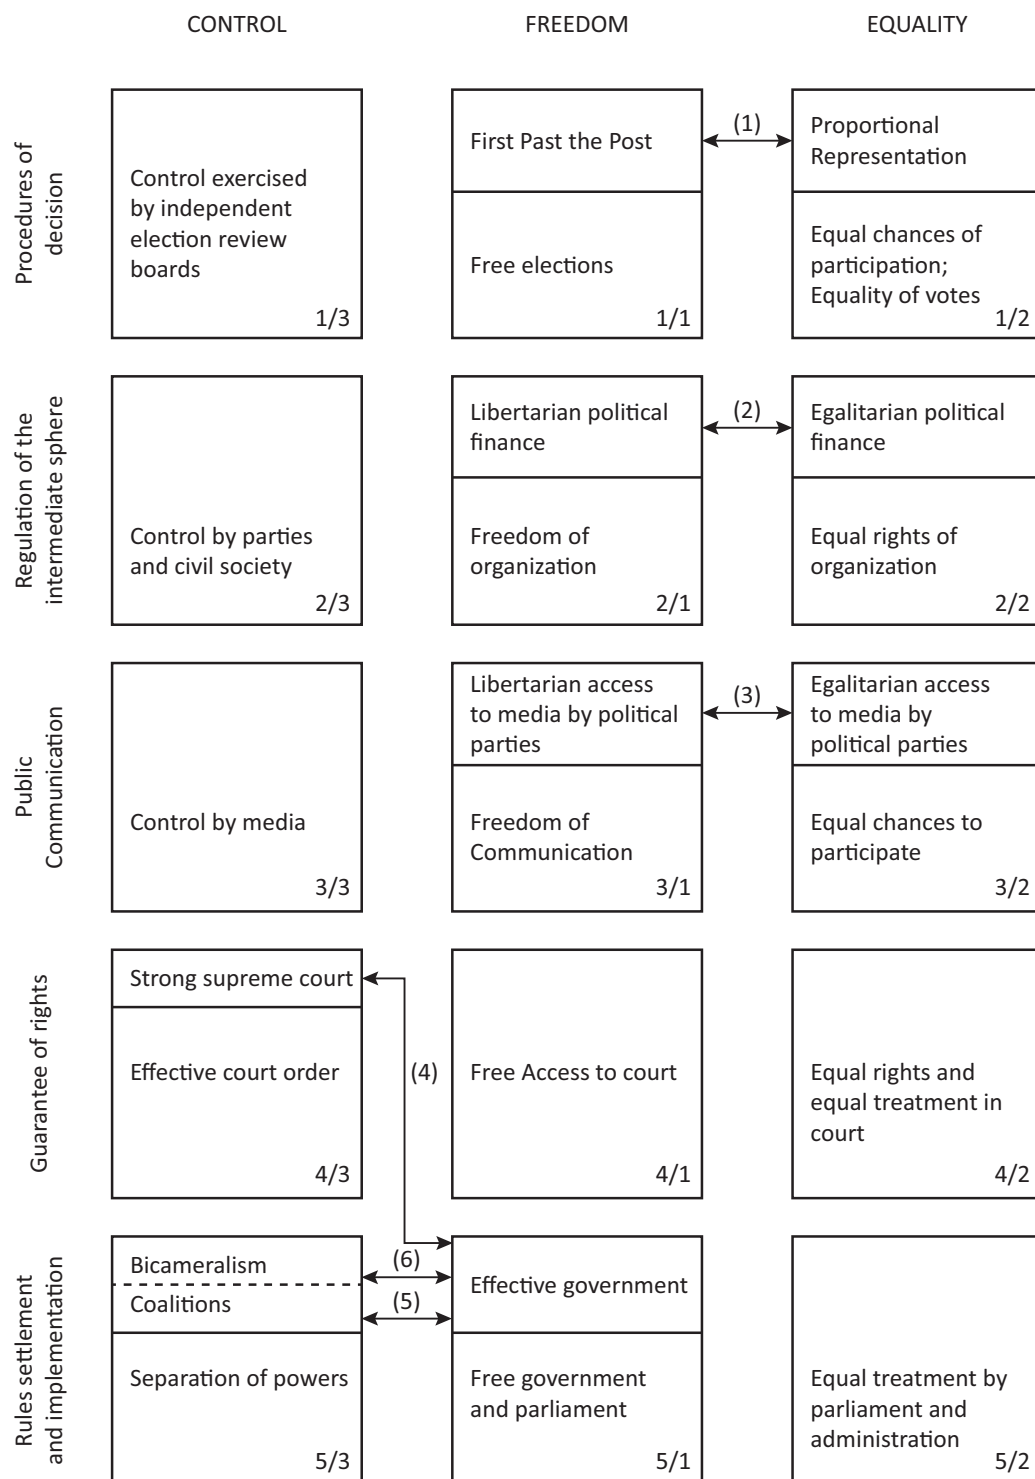 CONTROL
FREEDOM
EQUALITY
Procedures of
decision
Control exercised
by independent
election review
boards
1/3
First Past the Post
Free elections
1/1
(1)
Proportional
Representation
Equal chances of
participation;
Equality of votes
1/2
Regulation of the
intermediate sphere
Control by parties
and civil society
2/3
Libertarian political
finance
Freedom of
organization
2/1
(2)
Egalitarian political
finance
Equal rights of
organization
2/2
Public
Communication
Control by media
3/3
Libertarian access
to media by political
parties
Freedom of
Communication
3/1
(3)
Egalitarian access
to media by
political parties
Equal chances to
participate
3/2
Guarantee of rights
Strong supreme court
Effective court order
4/3
(4)
Free Access to court
4/1
Equal rights and
equal treatment in
court
4/2
Rules settlement
and implementation
Bicameralism
Coalitions
Separation of powers
5/3
(6)
(5)
Effective government
Free government
and parliament
5/1
Equal treatment by
parliament and
administration
5/2